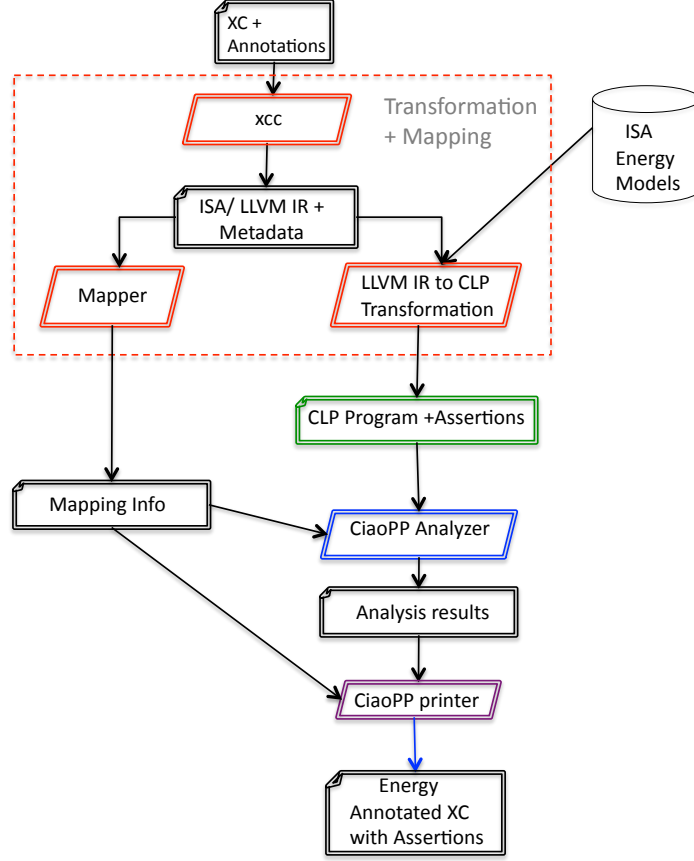 XC +
Annotations
xcc
Transformation
+ Mapping
ISA
Energy
Models
ISA/ LLVM IR +
Metadata
Mapper
LLVM IR to CLP
Transformation
CLP Program +Assertions
Mapping Info
CiaoPP Analyzer
Analysis results
CiaoPP printer
Energy
Annotated XC
with Assertions